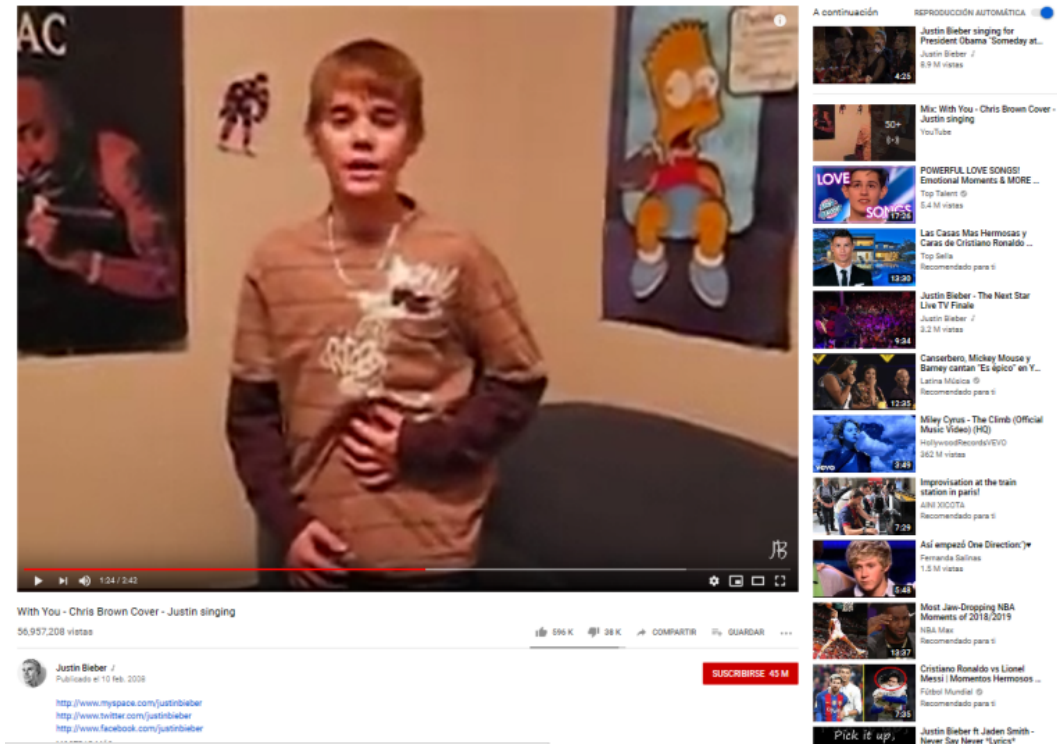 AC
JB
1:24 / 2:42
With You - Chris Brown Cover - Justin singing
56,957,208 vistas
596 K
38 K
COMPARTIR
GUARDAR
Justin Bieber
Publicado el 10 feb. 2008
SUSCRIBIRSE 45 M
http://www.myspace.com/justinbieber
http://www.twitter.com/justinbieber
http://www.facebook.com/justinbieber
A continuación
REPRODUCCIÓN AUTOMÁTICA
Justin Bieber singing for
President Obama "Someday at...
Justin Bieber
8.9 M vistas
4:25
Mix: With You - Chris Brown Cover -
Justin singing
YouTube
50+
POWERFUL LOVE SONGS!
Emotional Moments & MORE ...
Top Talent
5.4 M vistas
LOVE
SONGS
17:26
Las Casas Mas Hermosas y
Caras de Cristiano Ronaldo ...
Top Sella
Recomendado para ti
13:30
Justin Bieber - The Next Star
Live TV Finale
Justin Bieber
3.2 M vistas
9:34
Canserbero, Mickey Mouse y
Barney cantan "Es épico" en Y...
Latina Música
Recomendado para ti
12:35
Miley Cyrus - The Climb (Official
Music Video) (HQ)
HollywoodRecordsVEVO
362 M vistas
vevo
3:49
Improvisation at the train
station in paris!
AINI XICOTA
Recomendado para ti
7:29
Así empezó One Direction:')♥
Fernanda Salinas
1.5 M vistas
5:48
Most Jaw-Dropping NBA
Moments of 2018/2019
NBA Max
Recomendado para ti
13:37
Cristiano Ronaldo vs Lionel
Messi | Momentos Hermosos ...
Fútbol Mundial
Recomendado para ti
7:35
Justin Bieber ft Jaden Smith -
Never Say Never *Lyrics*
Pick it up,